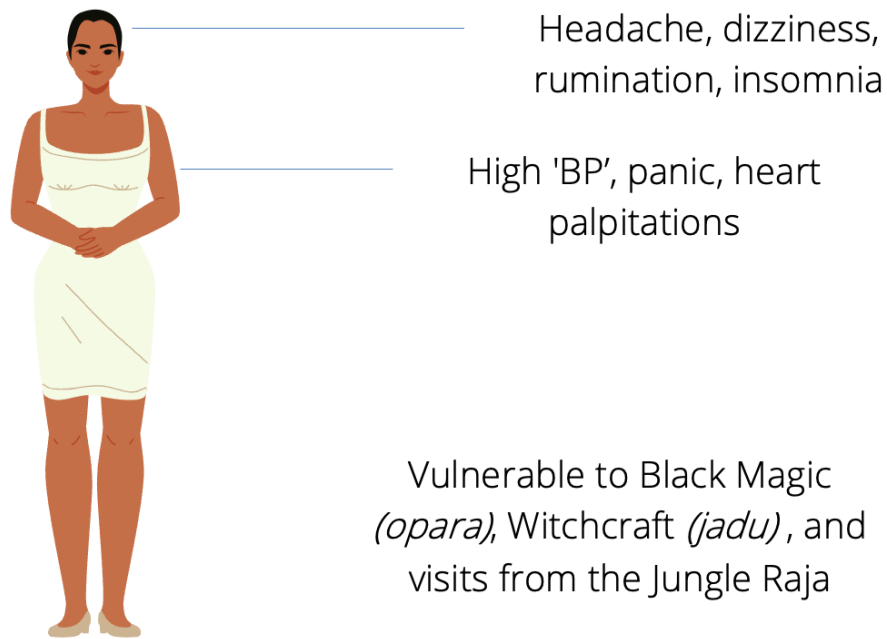 Headache, dizziness,
rumination, insomnia
High 'BP’, panic, heart
palpitations
Vulnerable to Black Magic
(opara), Witchcraft (jadu) , and
visits from the Jungle Raja